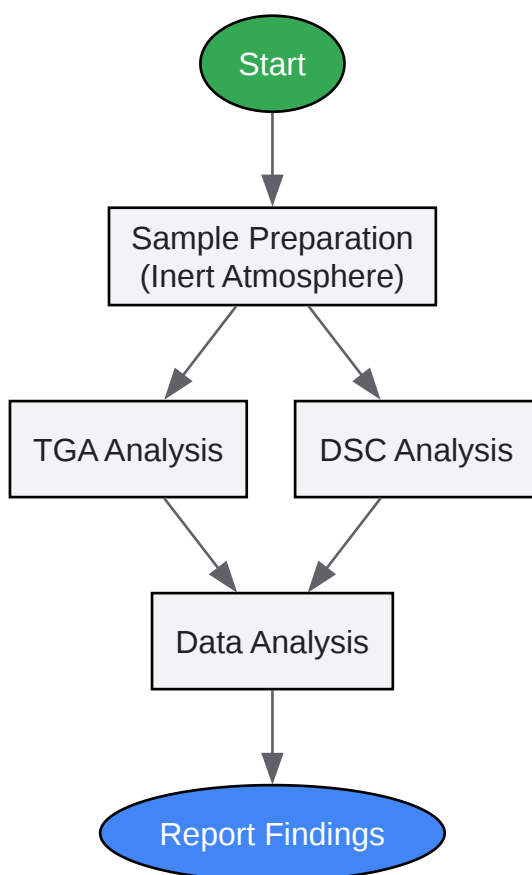 Start
Sample Preparation
(Inert Atmosphere)
TGA Analysis
DSC Analysis
Data Analysis
Report Findings